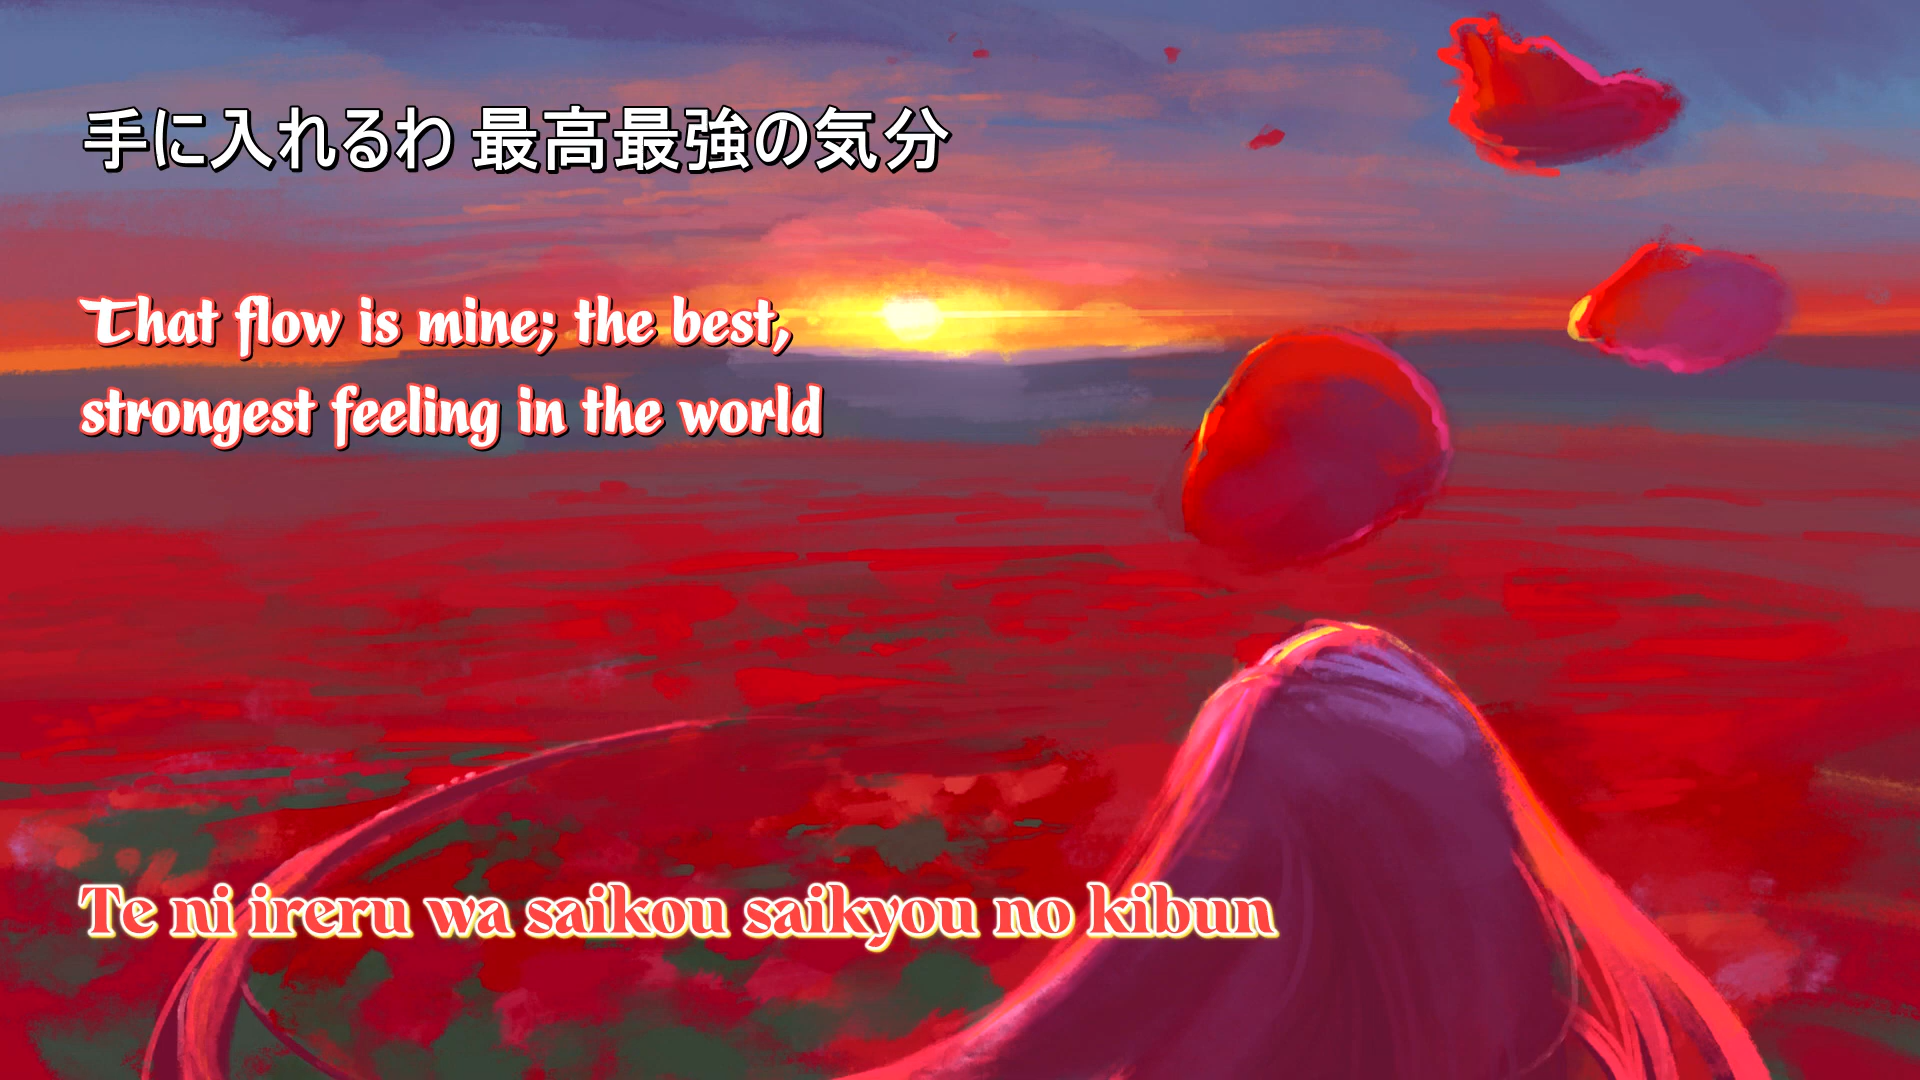 手に入れるわ 最高最強の気分
That flow is mine; the best,
strongest feeling in the world
Te ni ireru wa saikou saikyou no kibun